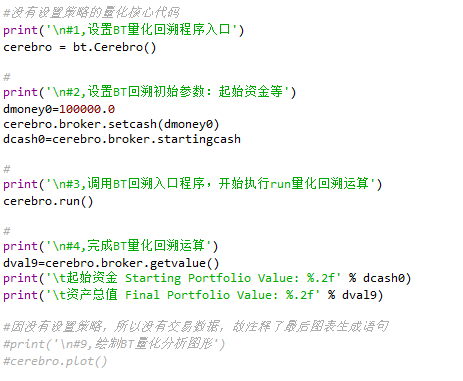 #没有设置策略的量化核心代码
print('\n#1,设置BT量化回溯程序入口')
cerebro = bt.Cerebro()
#
print('\n#2,设置BT回溯初始参数：起始资金等')
dmoney0=100000.0
cerebro.broker.setcash(dmoney0)
dcash0=cerebro.broker.startingcash
#
print('\n#3,调用BT回溯入口程序，开始执行run量化回溯运算')
cerebro.run()
#
print('\n#4,完成BT量化回溯运算')
dval9=cerebro.broker.getvalue()
print('\t起始资金 Starting Portfolio Value: %.2f' % dcash0)
print('\t资产总值 Final Portfolio Value: %.2f' % dval9)
#因没有设置策略，所以没有交易数据，故注释了最后图表生成语句
#print('\n#9,绘制BT量化分析图形')
#cerebro.plot()